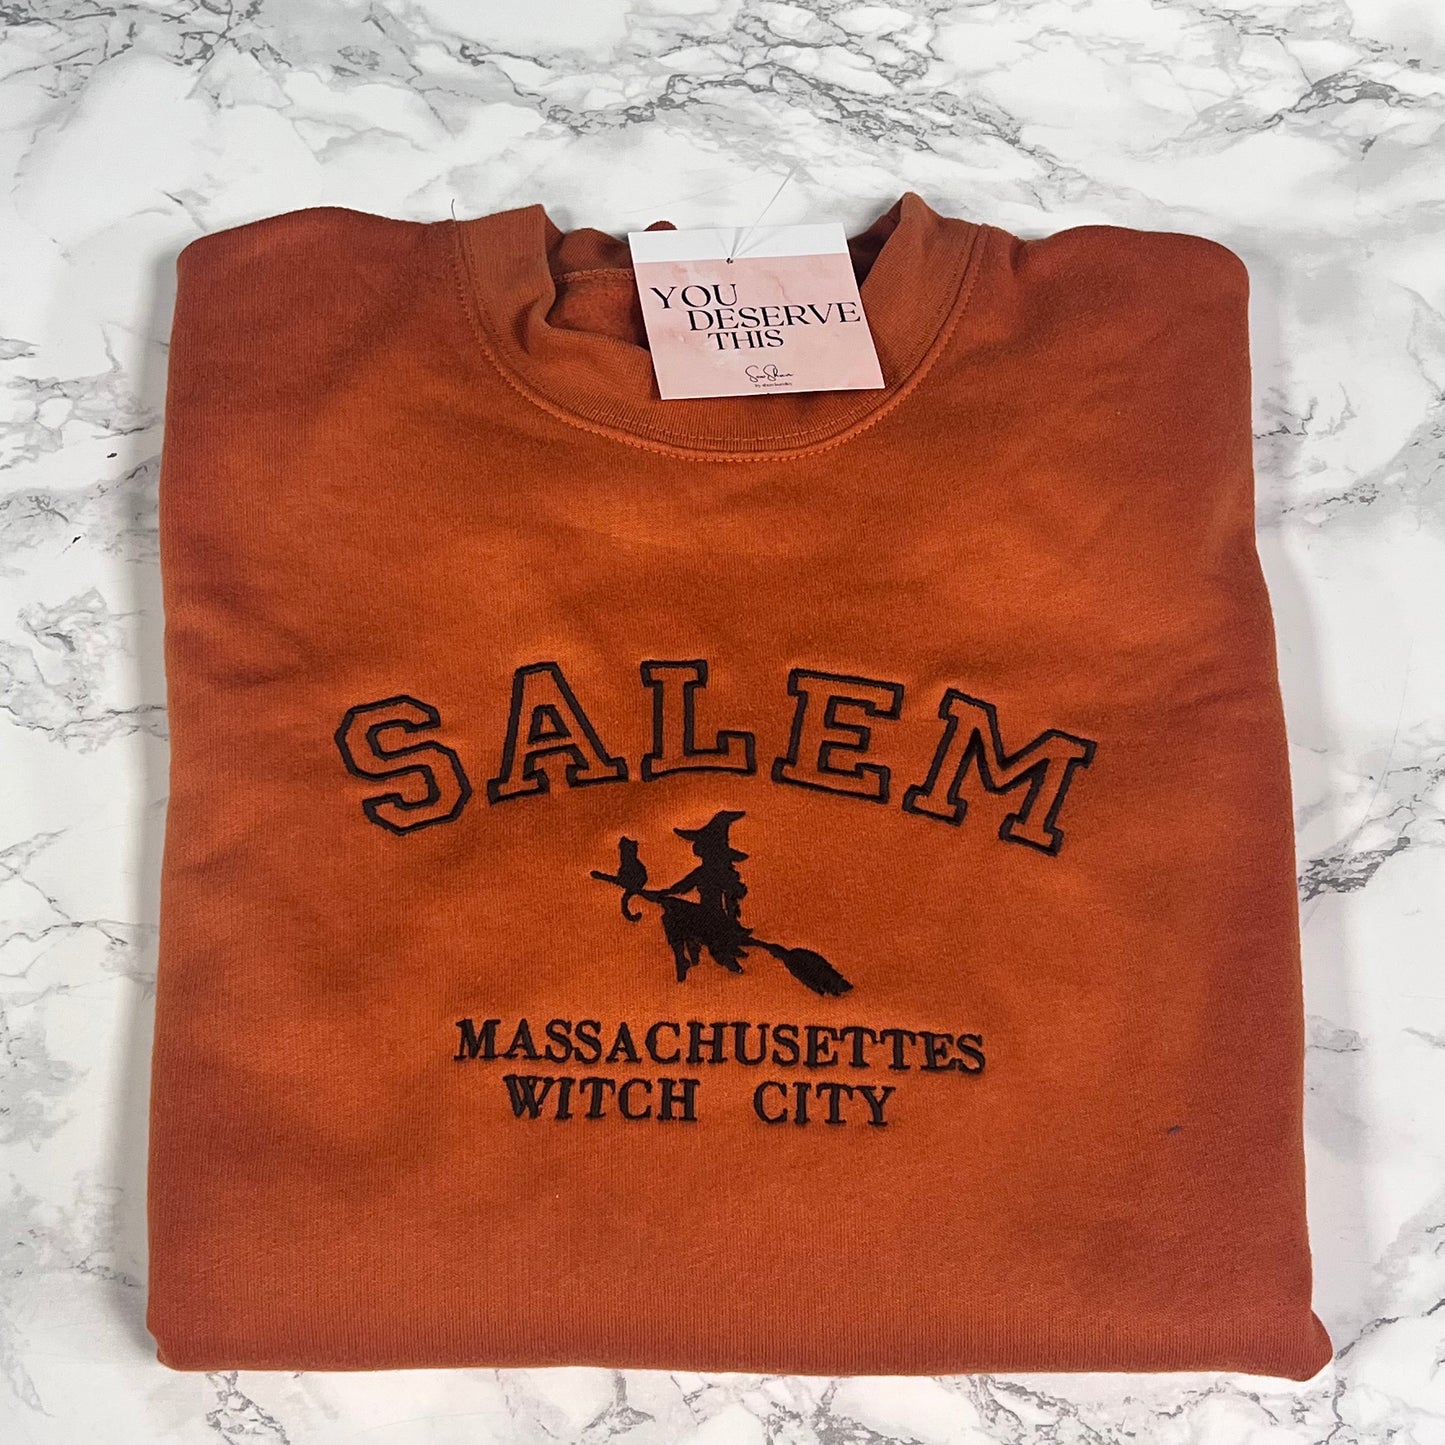 YOU
DESERVE
THIS
SALEM
MASSACHUSETTES
WITCH CITY